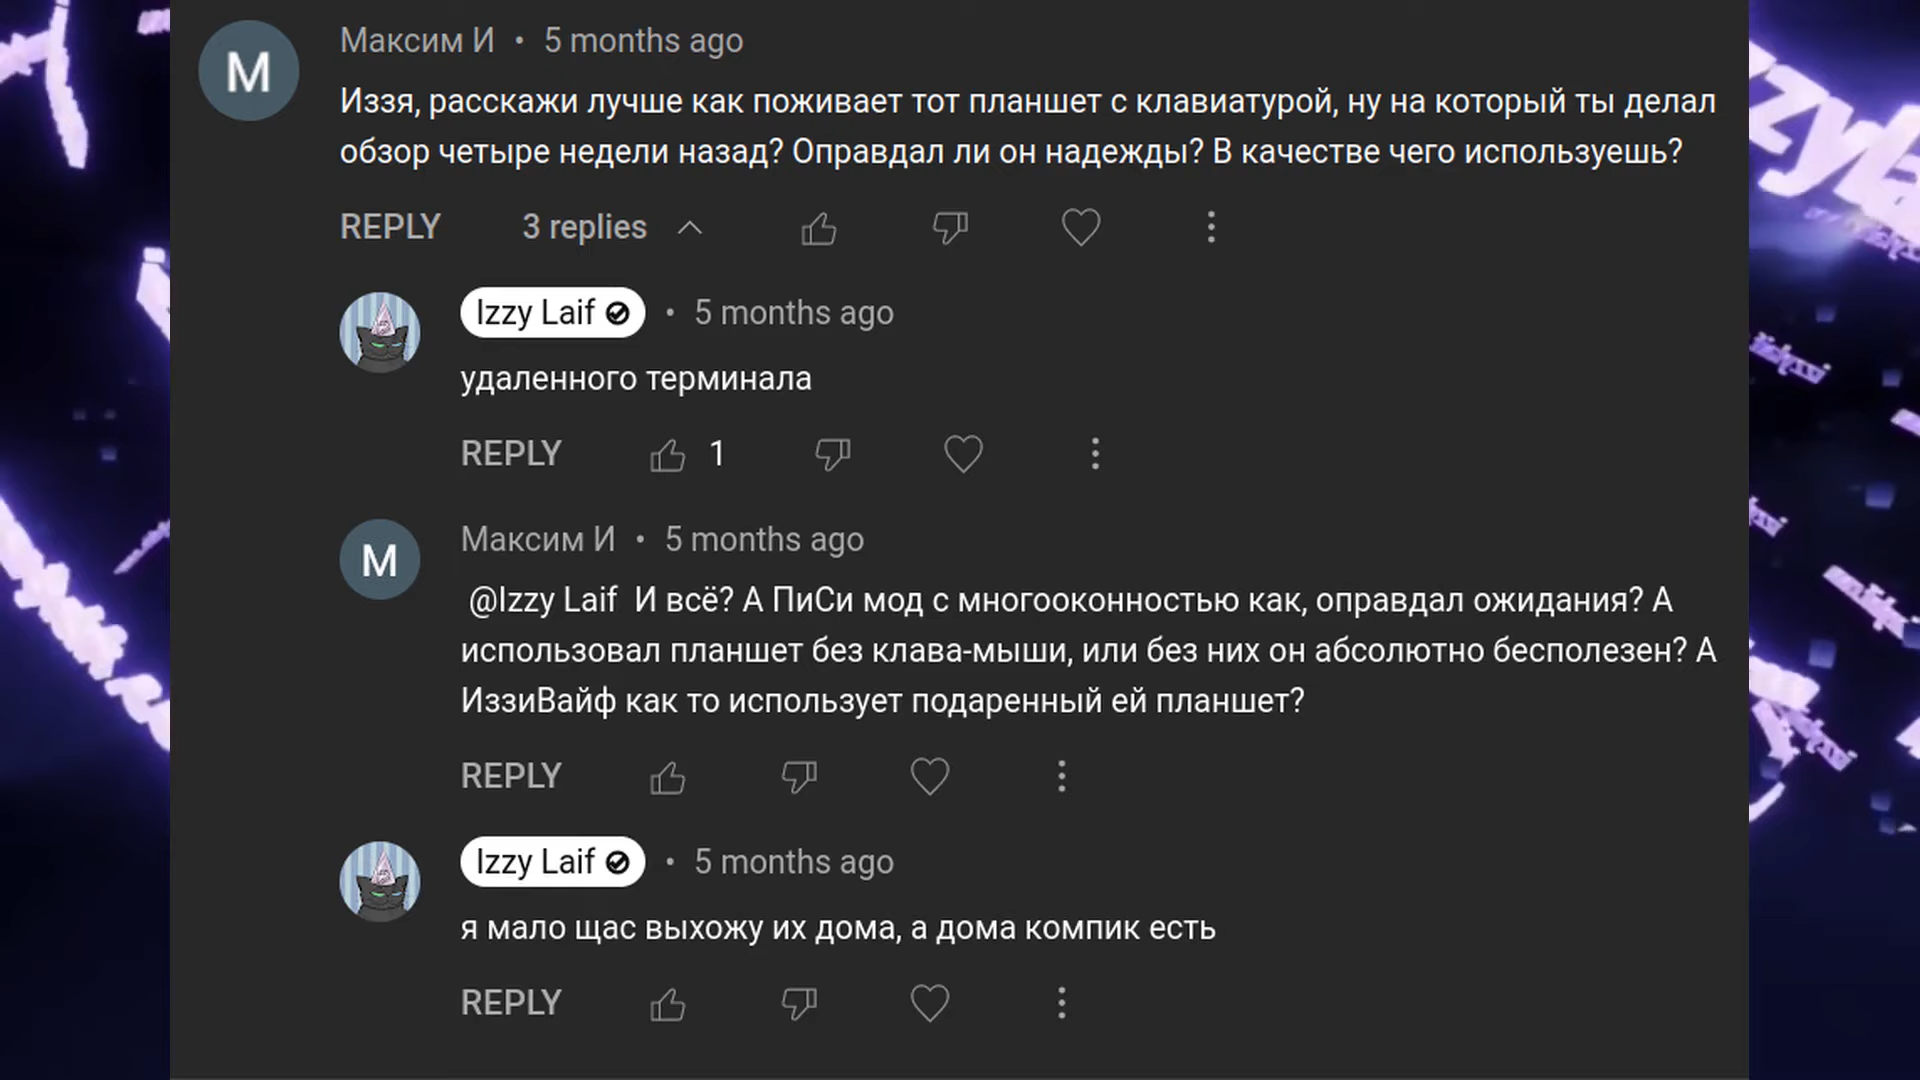 Максим И • 5 months ago
Иззя, расскажи лучше как поживает тот планшет с клавиатурой, ну на который ты делал
обзор четыре недели назад? Оправдал ли он надежды? В качестве чего используешь?
REPLY 3 replies
Izzy Laif • 5 months ago
удаленного терминала
REPLY 1
Максим И • 5 months ago
@Izzy Laif И всё? А ПиСи мод с многооконностью как, оправдал ожидания? А
использовал планшет без клава-мыши, или без них он абсолютно бесполезен? А
ИззиВайф как то использует подаренный ей планшет?
REPLY
Izzy Laif • 5 months ago
я мало щас выхожу их дома, а дома компик есть
REPLY
M
M